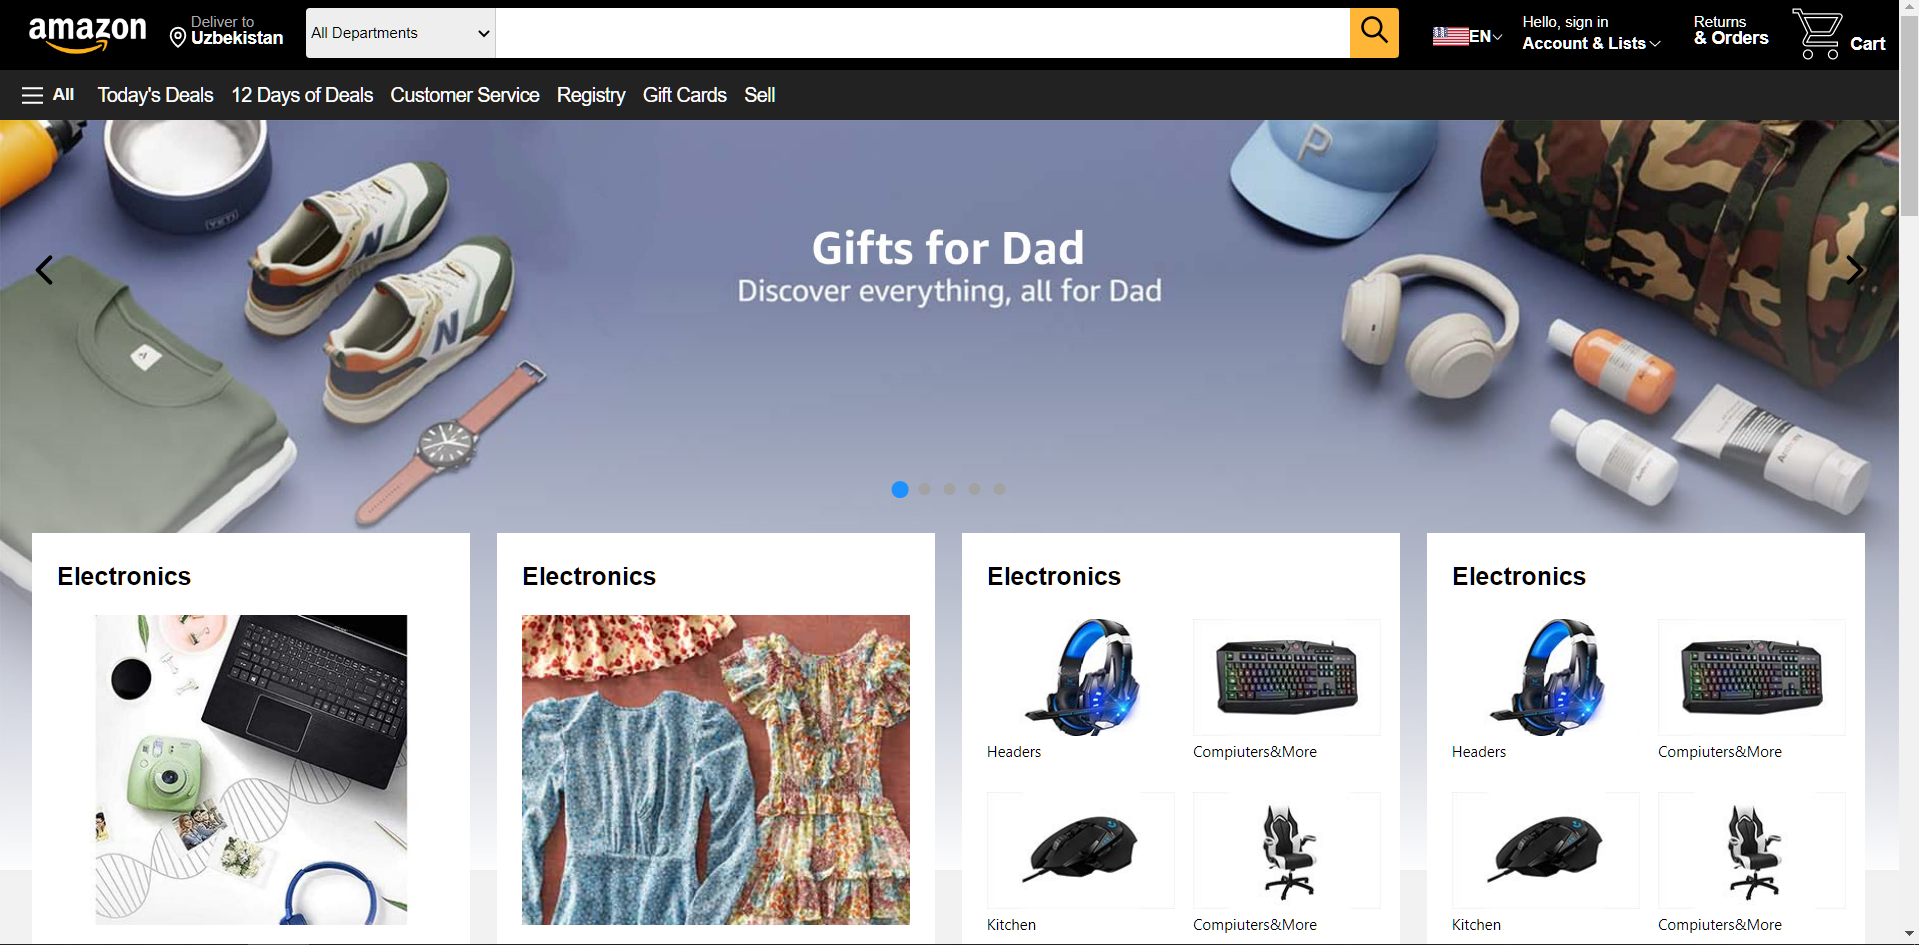 amazon
Deliver to
Uzbekistan
All Departments
EN
Hello, sign in
Account & Lists
Returns
& Orders
Cart
All
Today's Deals
12 Days of Deals
Customer Service
Registry
Gift Cards
Sell
YETI
P
N
N
A
Gifts for Dad
Discover everything, all for Dad
Electronics
Electronics
Electronics
Electronics
Headers
Compiuters&More
Headers
Compiuters&More
Kitchen
Compiuters&More
Kitchen
Compiuters&More